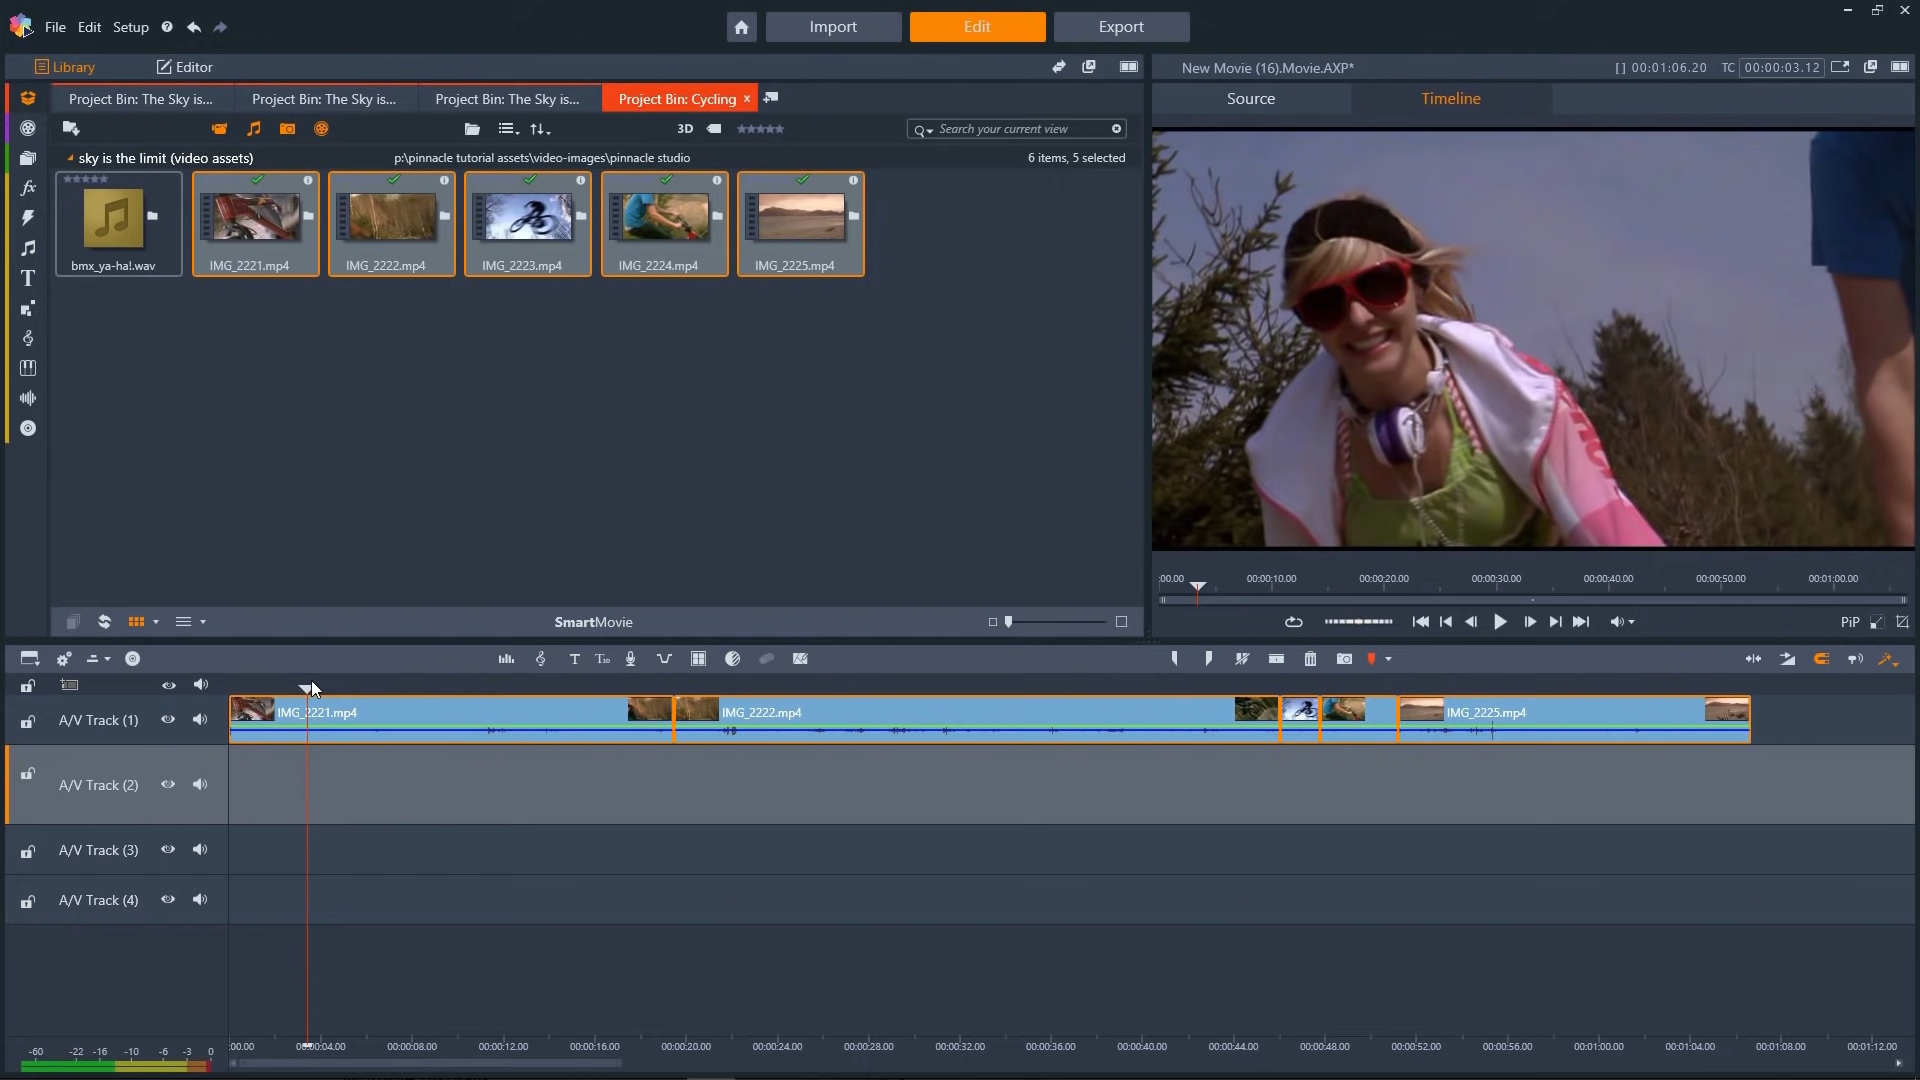 File Edit Setup
Import Edit Export
Library Editor
New Movie (16).Movie.AXP* [] 00:01:06.20 TC 00:00:03.12
Project Bin: The Sky is... Project Bin: The Sky is... Project Bin: The Sky is... Project Bin: Cycling ×
Source Timeline
3D Search your current view
sky is the limit (video assets) p:\pinnacle tutorial assets\video-images\pinnacle studio 6 items, 5 selected
bmx_ya-ha!.wav IMG_2221.mp4 IMG_2222.mp4 IMG_2223.mp4 IMG_2224.mp4 IMG_2225.mp4
:00.00 00:00:10.00 00:00:20.00 00:00:30.00 00:00:40.00 00:00:50.00 00:01:00.00
SmartMovie
PiP
A/V Track (1) IMG_2221.mp4 IMG_2222.mp4 IMG_2225.mp4
A/V Track (2)
A/V Track (3)
A/V Track (4)
-60 -22 -16 -10 -6 -3 0
:00.00 00:00:04.00 00:00:08.00 00:00:12.00 00:00:16.00 00:00:20.00 00:00:24.00 00:00:28.00 00:00:32.00 00:00:36.00 00:00:40.00 00:00:44.00 00:00:48.00 00:00:52.00 00:00:56.00 00:01:00.00 00:01:04.00 00:01:08.00 00:01:12.00